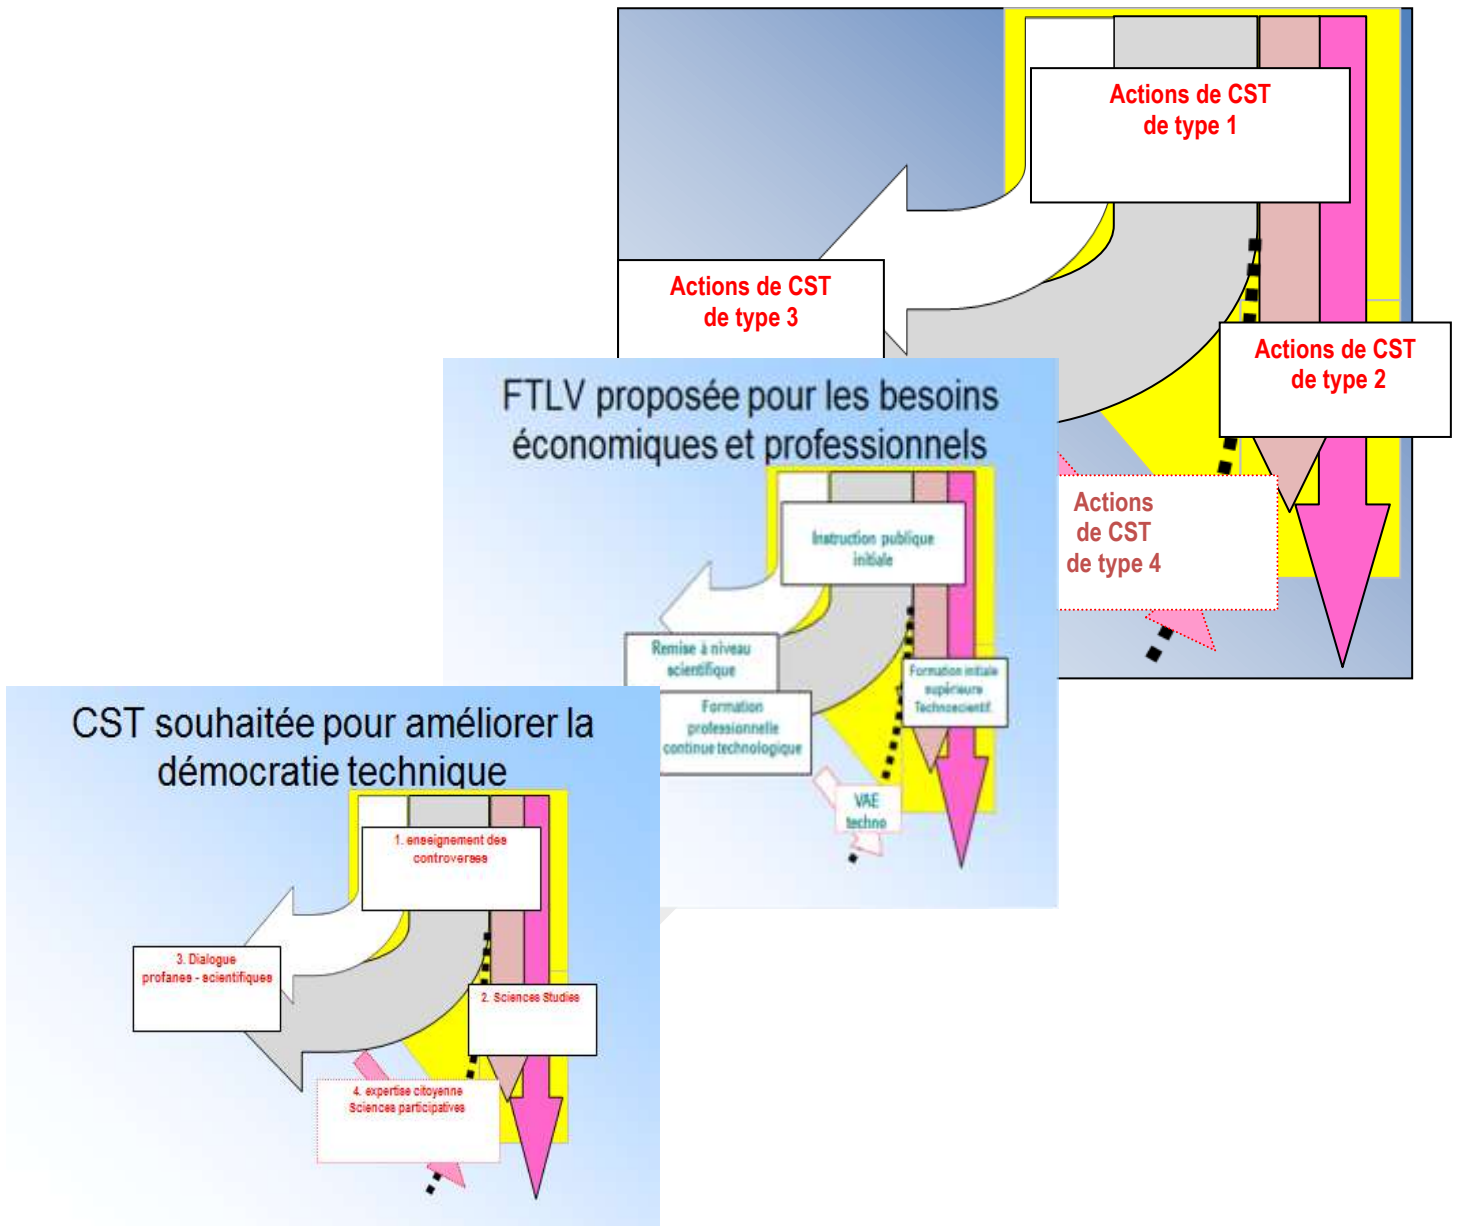 Actions de CST
de type 1
Actions de CST
de type 3
Actions de CST
de type 2
Actions
de CST
de type 4
FTLV proposée pour les besoins
économiques et professionnels
Instruction publique
initiale
Remise à niveau
scientifique
Formation
professionnelle
continue technologique
Formation initiale
supérieure
Technoscientif.
VAE
techno
CST souhaitée pour améliorer la
démocratie technique
1. enseignement des
controverses
3. Dialogue
profanes - scientifiques
2. Sciences Studies
4. expertise citoyenne
Sciences participatives